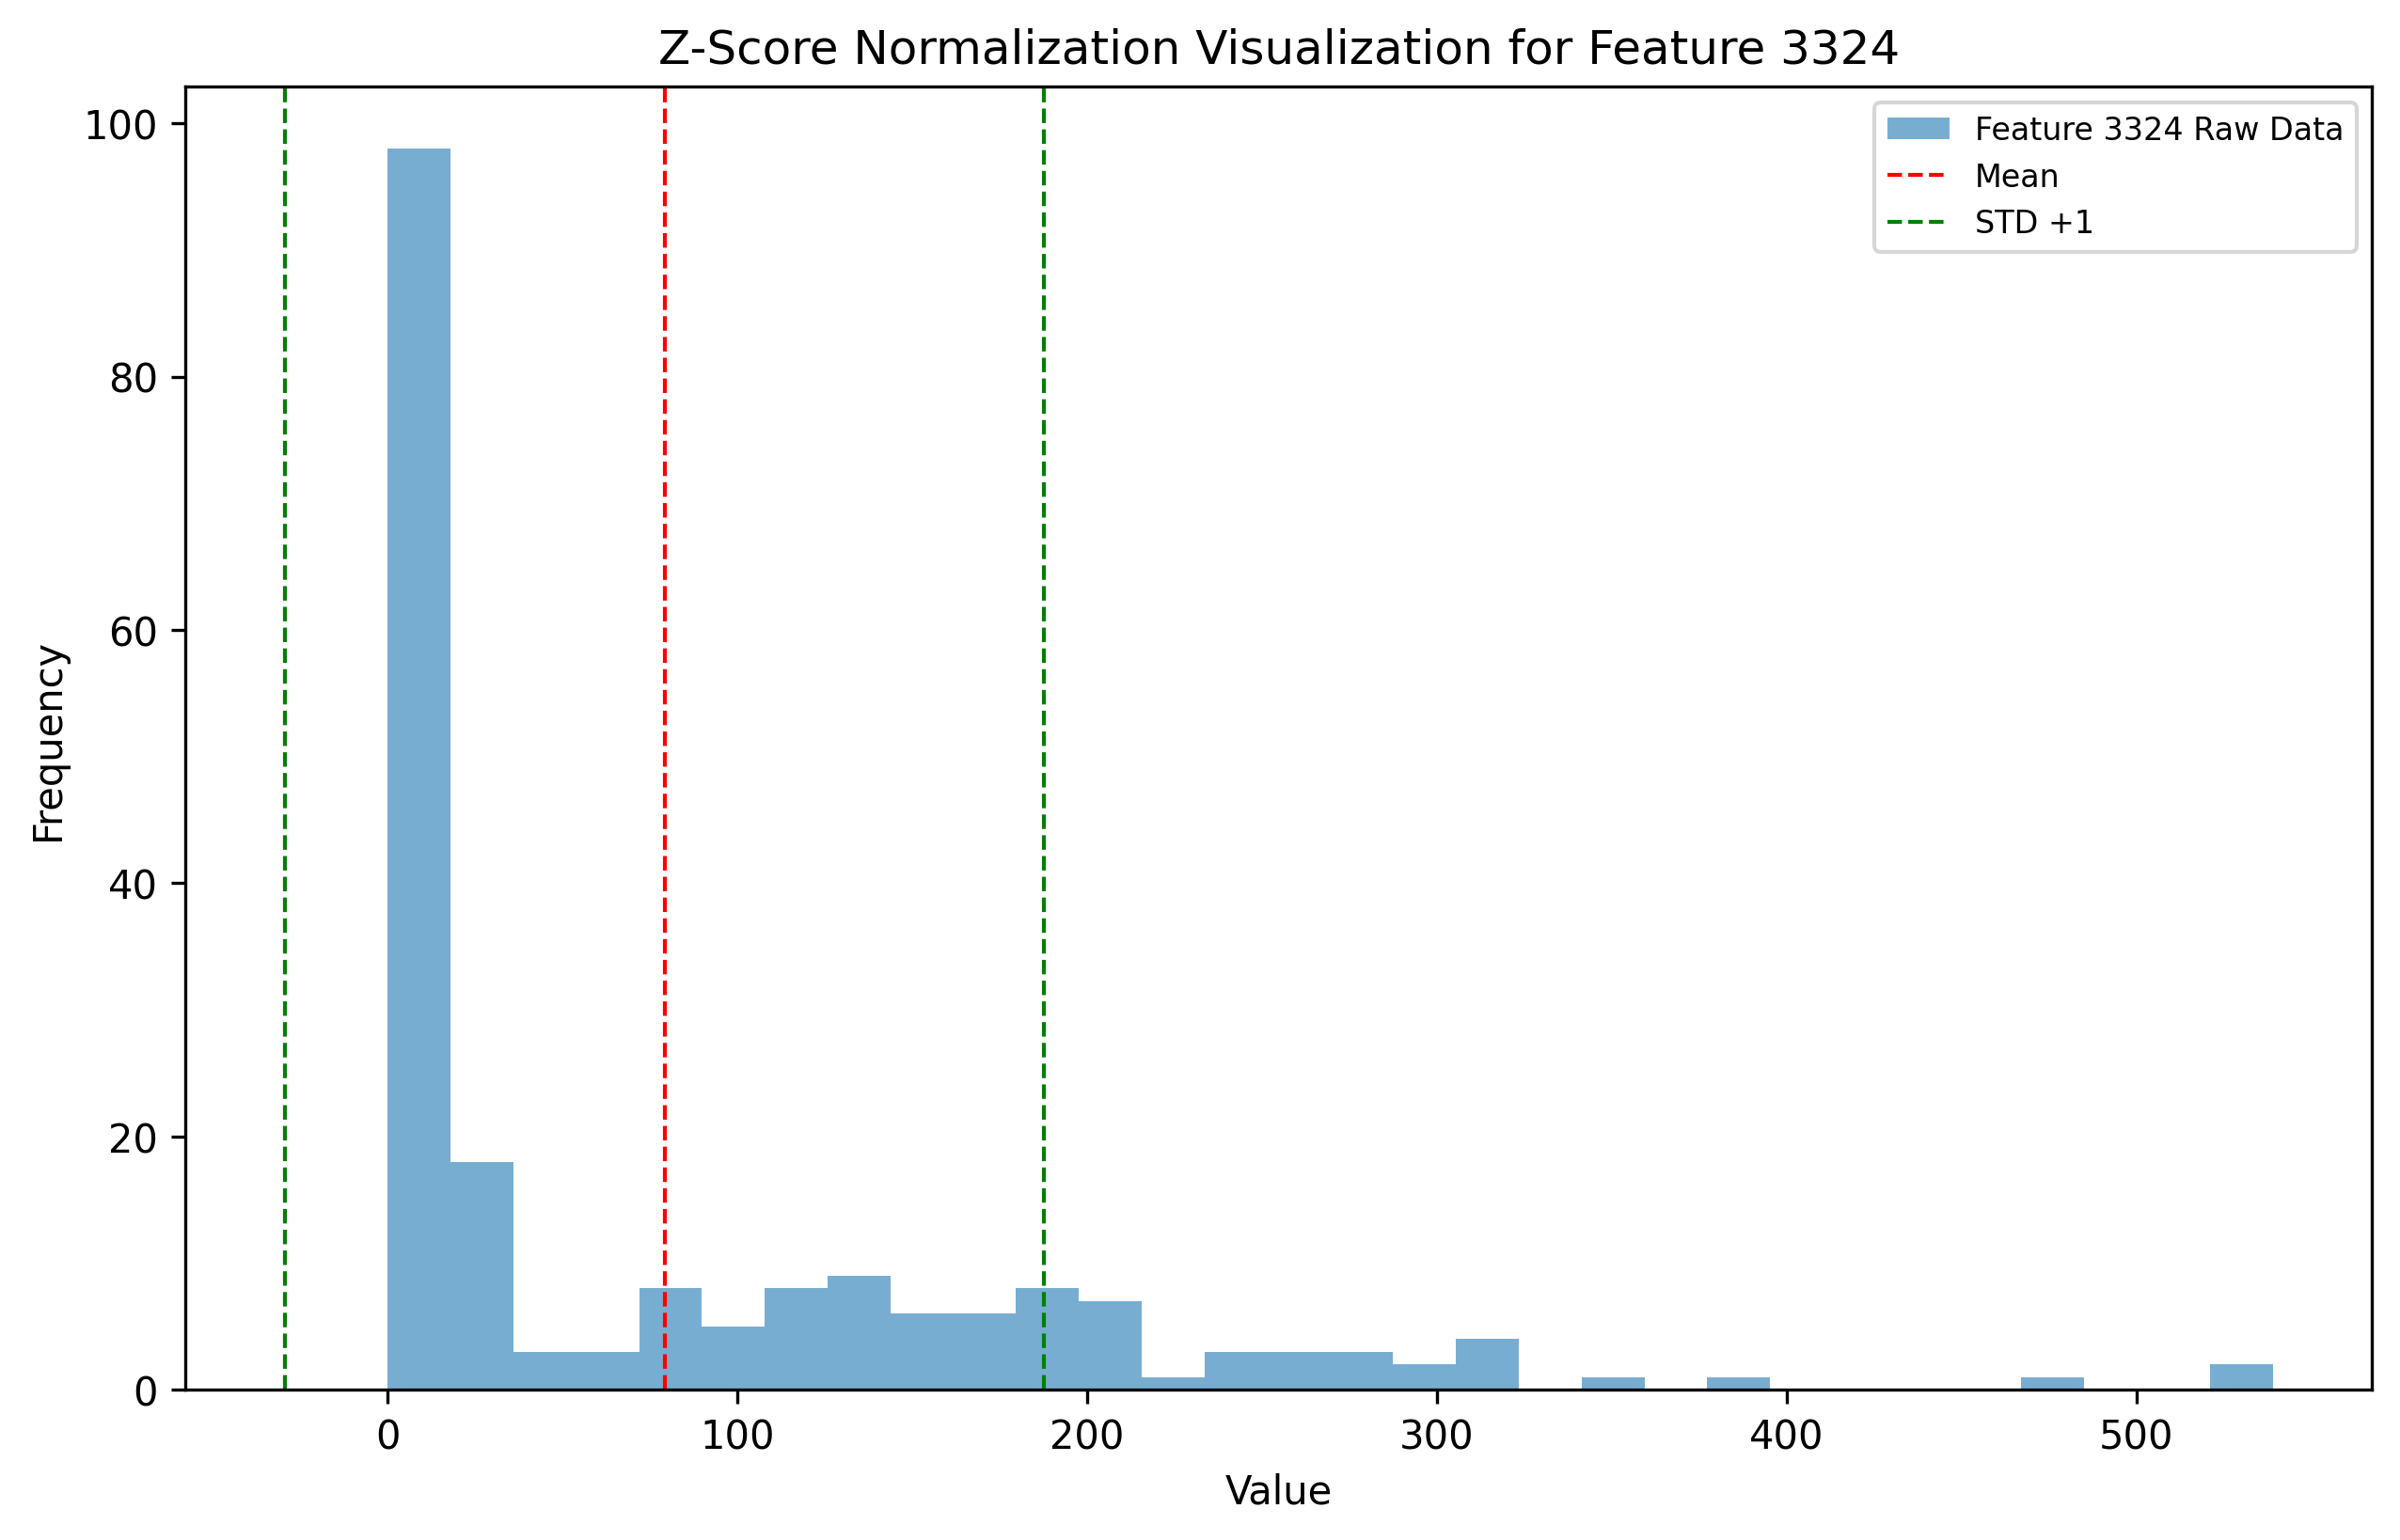 Z-Score Normalization Visualization for Feature 3324
Feature 3324 Raw Data
Mean
STD +1
100
80
60
40
20
0
Frequency
0 100 200 300 400 500
Value